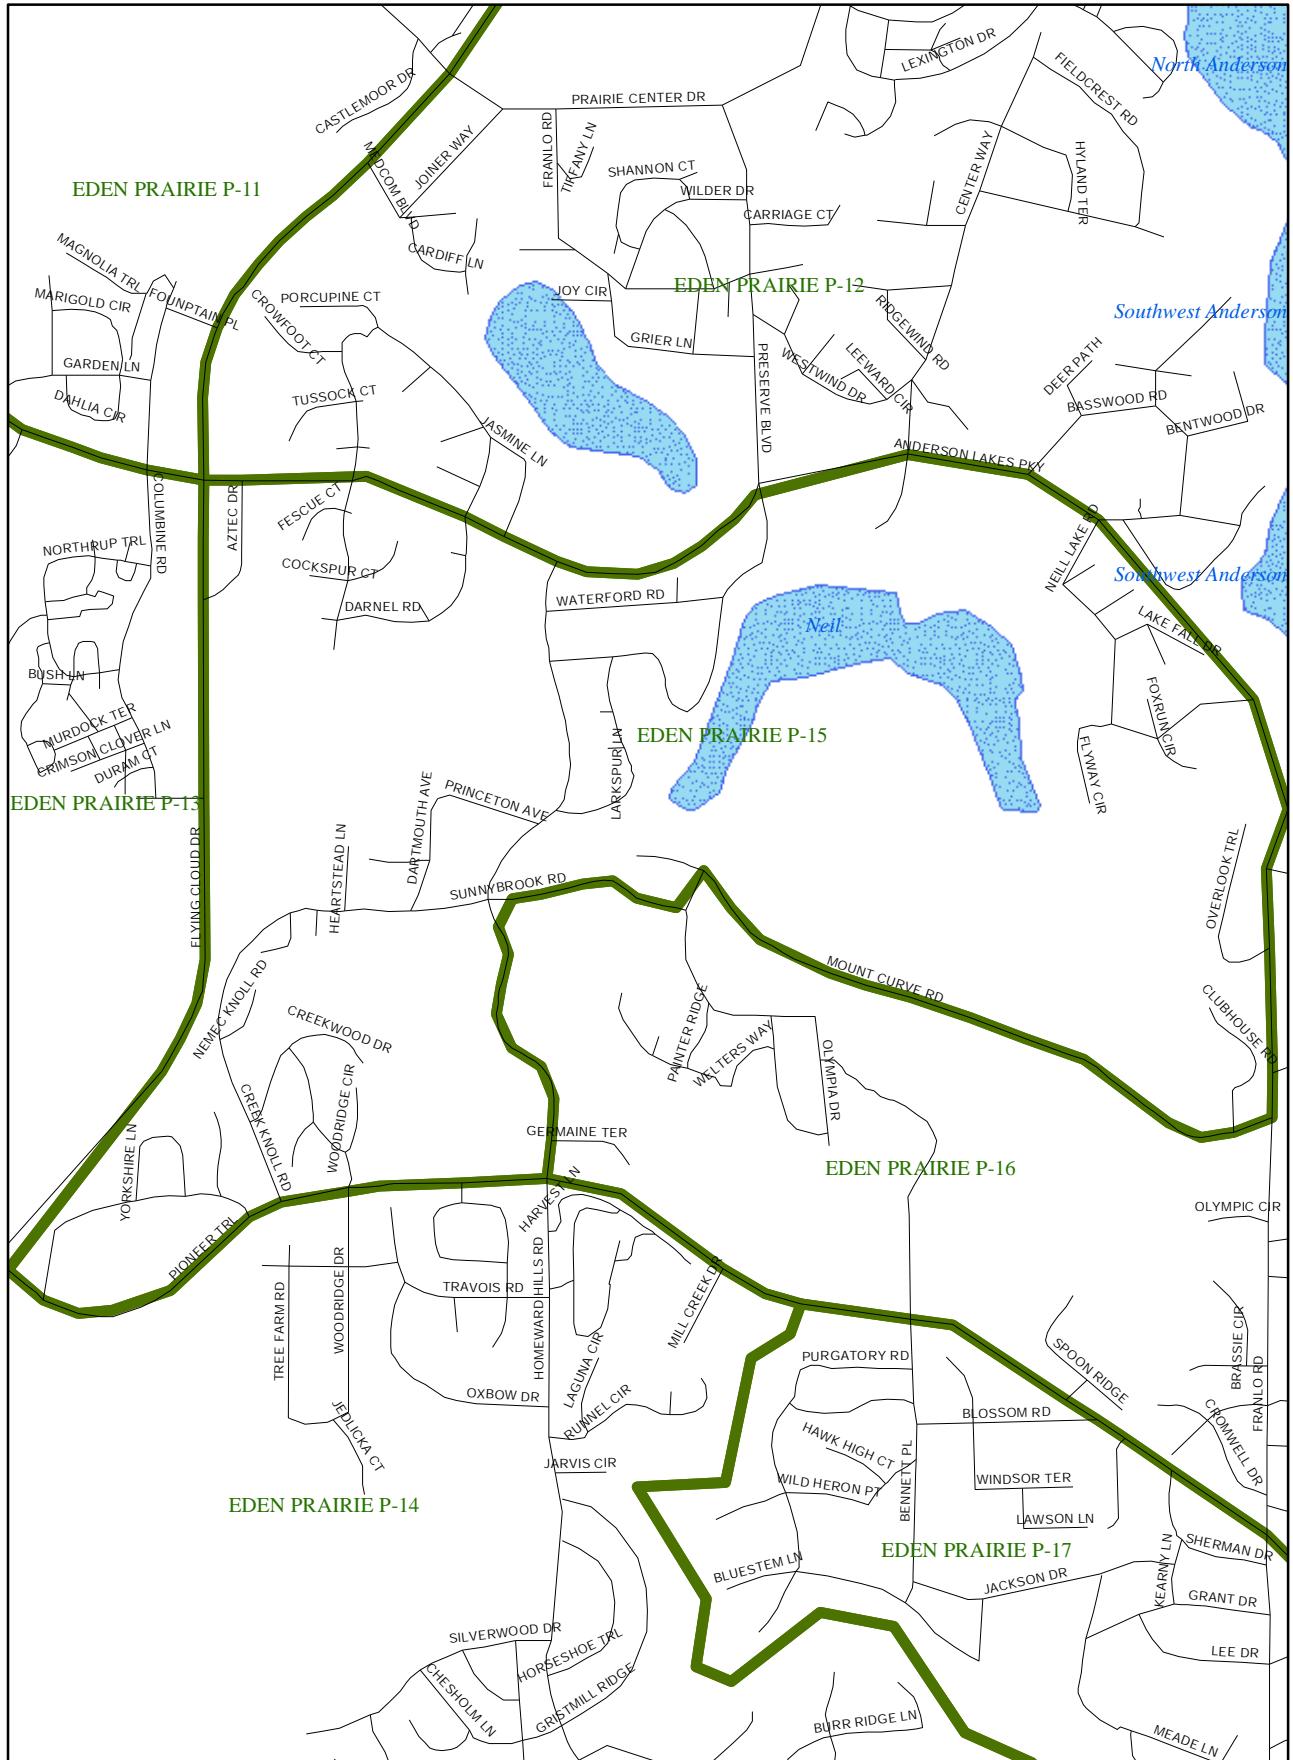 North Anderson
LEXINGTON DR
FIELDCREST RD
CASTLEMOOR DR
PRAIRIE CENTER DR
FRANLO RD
TIFFANY LN
JOINER WAY
MEDCOM BLVD
SHANNON CT
WILDER DR
CENTER WAY
HYLAND TER
EDEN PRAIRIE P-11
CARRIAGE CT
CARDIFF LN
MAGNOLIA TRL
MARIGOLD CIR
FOUNPTAIN PL
CROWFOOT CT
PORCUPINE CT
JOY CIR
EDEN PRAIRIE P-12
RIDGEWIND RD
Southwest Anderson
GRIER LN
PRESERVE BLVD
WESTWIND DR
LEEWARD CIR
DEER PATH
GARDEN LN
DAHLIA CIR
TUSSOCK CT
BASSWOOD RD
BENTWOOD DR
JASMINE LN
ANDERSON LAKES PKY
COLUMBINE RD
AZTEC DR
FESCUE CT
NEILL LAKE RD
NORTHRUP TRL
COCKSPUR CT
Southwest Anderson
DARNEL RD
WATERFORD RD
Neil
LAKE FALL DR
BUSH LN
FOXRUN CIR
MURDOCK TER
CRIMSON CLOVER LN
DURAM CT
EDEN PRAIRIE P-15
LARKSPUR LN
FLYWAY CIR
EDEN PRAIRIE P-13
DARTMOUTH AVE
PRINCETON AVE
FLYING CLOUD DR
HEARTSTEAD LN
SUNNYBROOK RD
OVERLOOK TRL
MOUNT CURVE RD
NEMEC KNOLL RD
CREEKWOOD DR
PAINTER RIDGE
WELTERS WAY
OLYMPIA DR
CLUBHOUSE RD
CREEK KNOLL RD
WOODRIDGE CIR
YORKSHIRE LN
GERMAINE TER
EDEN PRAIRIE P-16
HARVEST LN
OLYMPIC CIR
PIONEER TRL
TREE FARM RD
WOODRIDGE DR
TRAVOIS RD
HOMEWARD HILLS RD
MILL CREEK DR
PURGATORY RD
SPOON RIDGE
BRASSIE CIR
FRANLO RD
OXBOW DR
LAGUNA CIR
RUNNEL CIR
BLOSSOM RD
CROMWELL DR
JEDLICKA CT
HAWK HIGH CT
BENNETT PL
JARVIS CIR
WILD HERON PT
WINDSOR TER
EDEN PRAIRIE P-14
LAWSON LN
EDEN PRAIRIE P-17
SHERMAN DR
KEARNY LN
BLUESTEM LN
JACKSON DR
GRANT DR
SILVERWOOD DR
HORSESHOE TRL
LEE DR
CHESHOLM LN
GRISTMILL RIDGE
BURR RIDGE LN
MEADE LN